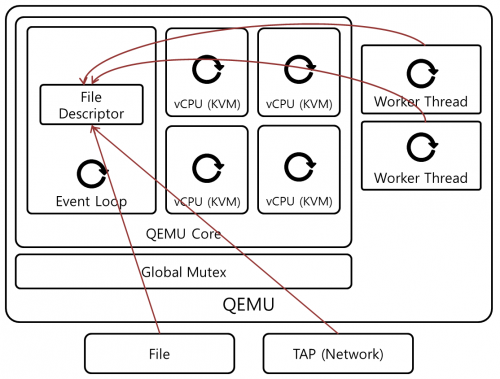 File
Descriptor
Event Loop
vCPU (KVM)
vCPU (KVM)
vCPU (KVM)
vCPU (KVM)
QEMU Core
Worker Thread
Worker Thread
Global Mutex
QEMU
File
TAP (Network)